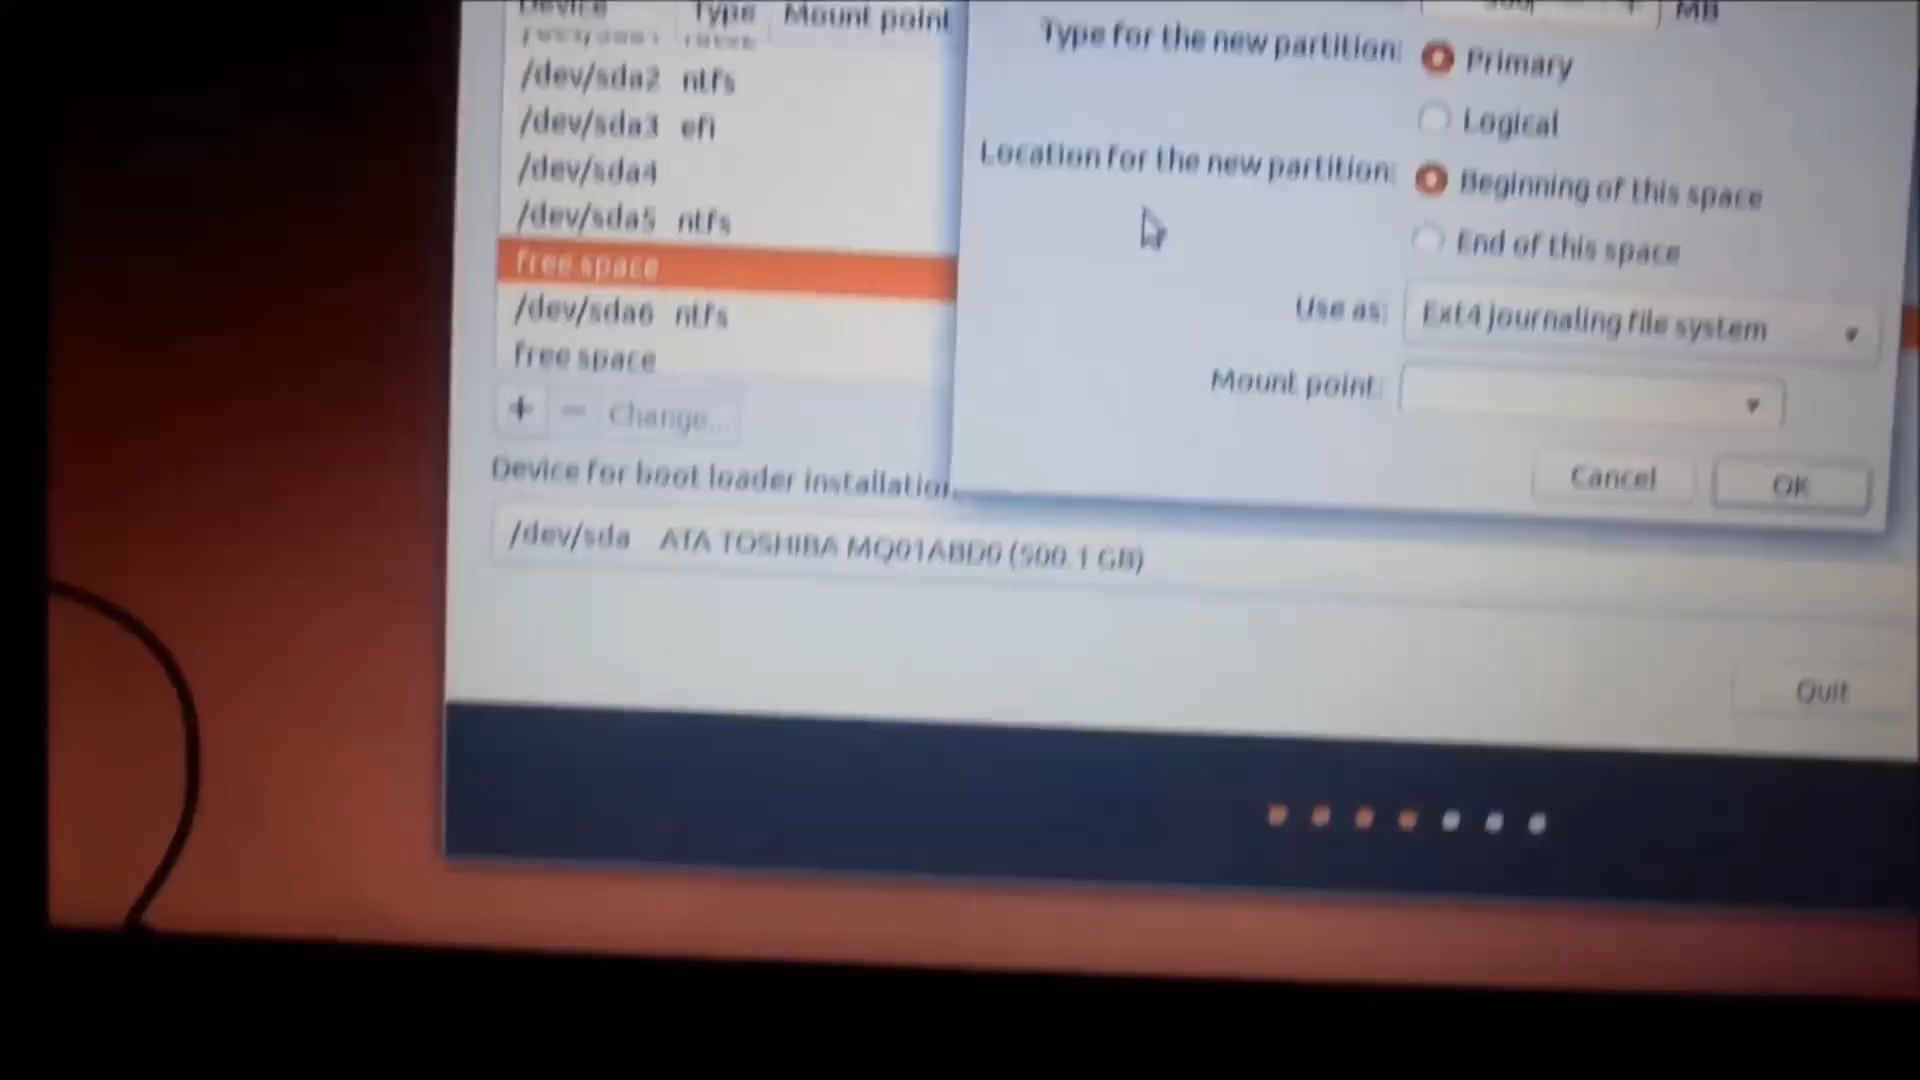 Device Type Mount point
/dev/sda2 ntfs
/dev/sda3 efi
/dev/sda4
/dev/sda5 ntfs
free space
/dev/sda6 ntfs
free space
+ − Change...
Device for boot loader installation
/dev/sda ATA TOSHIBA MQ01ABD0 (500.1 GB)
+ MB
Type for the new partition: Primary
Logical
Location for the new partition: Beginning of this space
End of this space
Use as: Ext4 journaling file system
Mount point:
Cancel OK
Quit